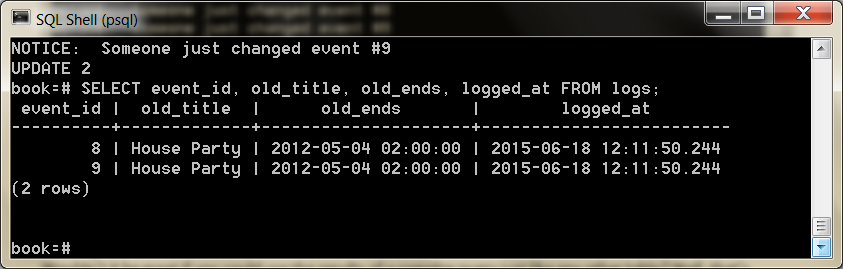 SQL Shell (psql)
NOTICE:  Someone just changed event #9
UPDATE 2
book=# SELECT event_id, old_title, old_ends, logged_at FROM logs;
 event_id |  old_title  |      old_ends       |        logged_at
----------+-------------+---------------------+-------------------------
        8 | House Party | 2012-05-04 02:00:00 | 2015-06-18 12:11:50.244
        9 | House Party | 2012-05-04 02:00:00 | 2015-06-18 12:11:50.244
(2 rows)
book=#